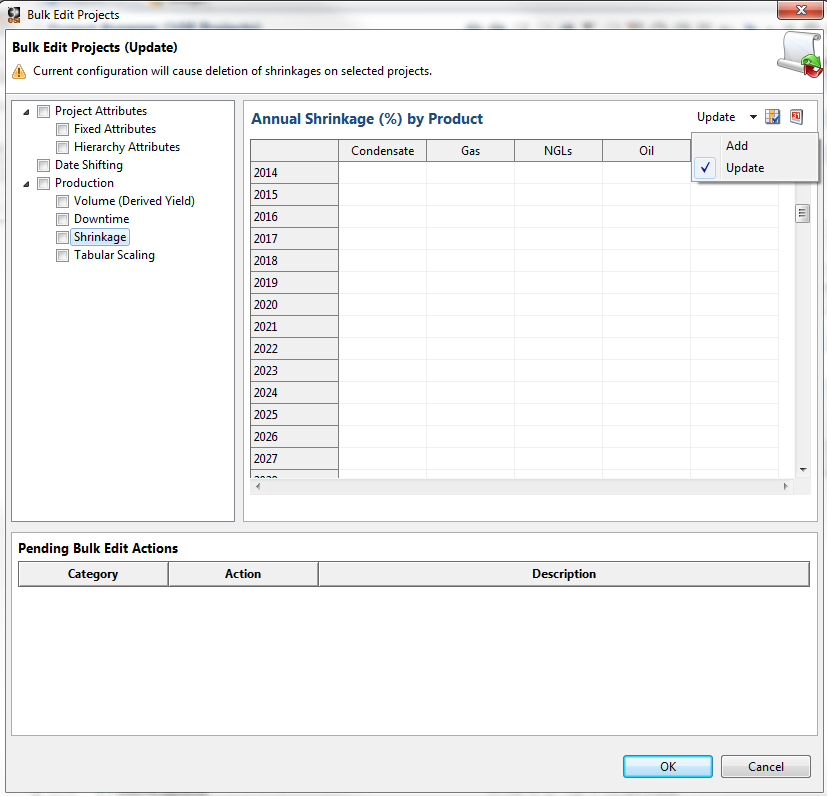 Bulk Edit Projects
Bulk Edit Projects (Update)
Current configuration will cause deletion of shrinkages on selected projects.
Project Attributes
Fixed Attributes
Hierarchy Attributes
Date Shifting
Production
Volume (Derived Yield)
Downtime
Shrinkage
Tabular Scaling
Annual Shrinkage (%) by Product
Update
Add
Update
Condensate Gas NGLs Oil
2014
2015
2016
2017
2018
2019
2020
2021
2022
2023
2024
2025
2026
2027
Pending Bulk Edit Actions
Category Action Description
OK Cancel